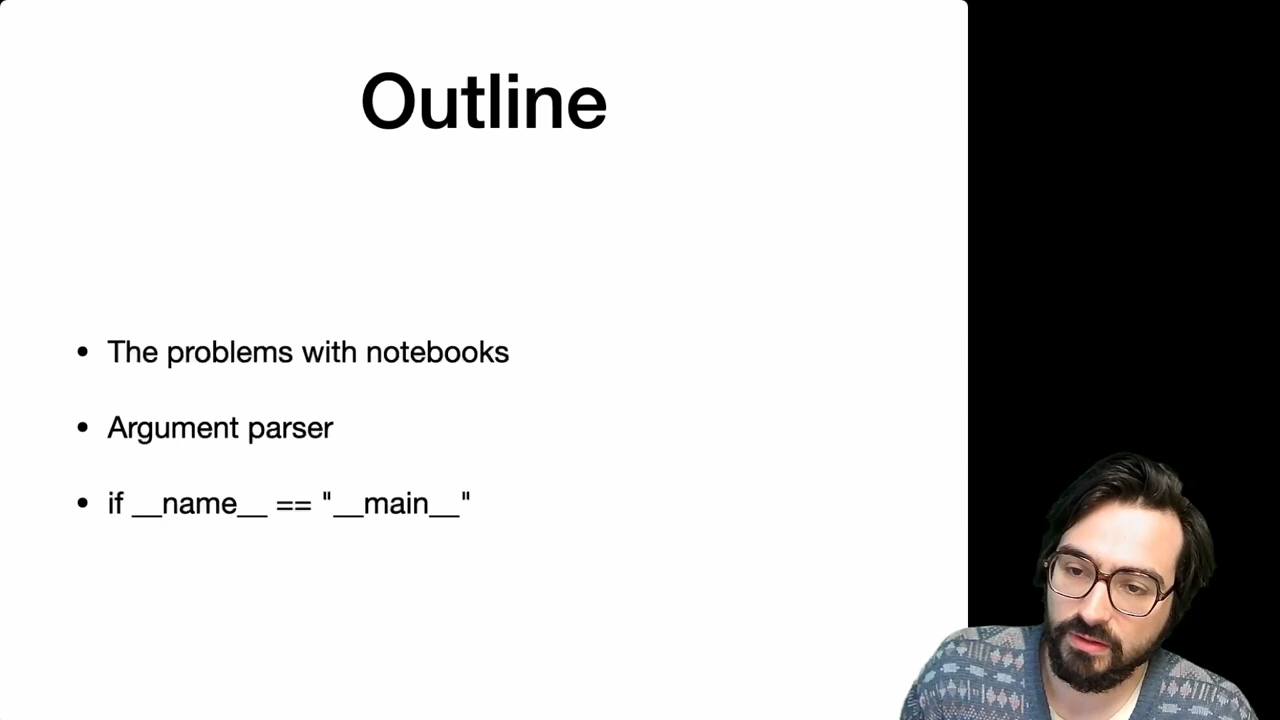 Outline
• The problems with notebooks
• Argument parser
• if __name__ == "__main__"